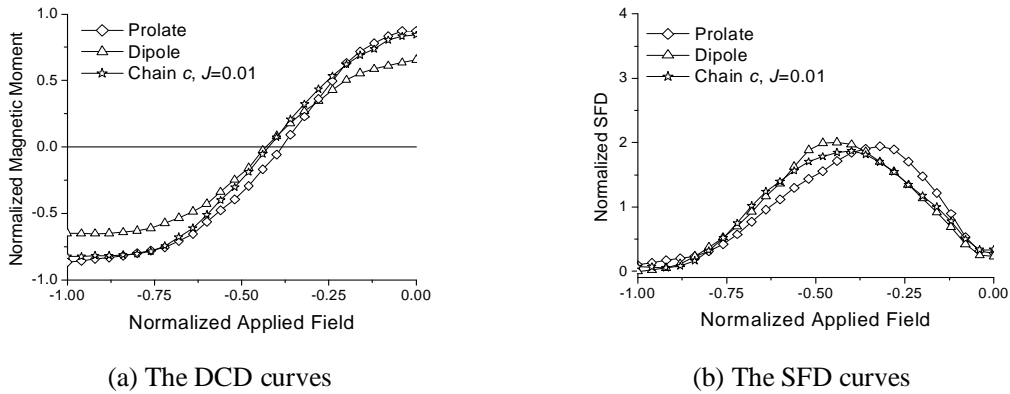 1.0
0.5
0.0
-0.5
-1.0
-1.00
-0.75
-0.50
-0.25
0.00
Normalized Magnetic Moment
Normalized Applied Field
Prolate
Dipole
Chain c, J=0.01
(a) The DCD curves
4
3
2
1
0
-1.00
-0.75
-0.50
-0.25
0.00
Normalized SFD
Normalized Applied Field
Prolate
Dipole
Chain c, J=0.01
(b) The SFD curves